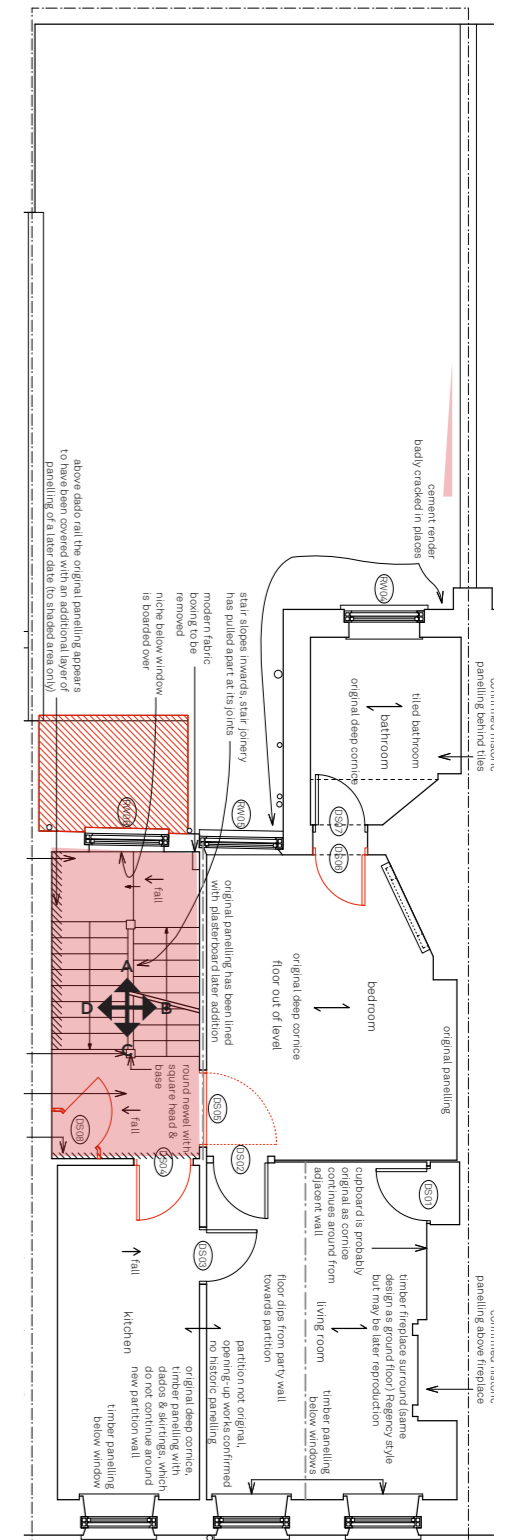 cement render
badly cracked in places
RW04
confirmed historic
panelling behind tiles
tiled bathroom
bathroom
original deep cornice
above dado rail the original panelling appears
to have been covered with an additional layer of
panelling of a later date (to shaded area only)
niche below window
is boarded over
modern fabric
boxing to be
removed
stair slopes inwards, stair joinery
has pulled apart at its joints
RW05
DS07
DS06
original panelling has been lined
with plasterboard later addition
fall
A
B
C
D
round newel with
square head &
base
fall
DS08
DS04
bedroom
original deep cornice
floor out of level
original panelling
DS05
DS02
DS01
DS03
cupboard is probably
original as cornice
continues around from
adjacent wall
timber fireplace surround (same
design as ground floor) Regency style
but may be later reproduction
confirmed historic
panelling above fireplace
living room
floor dips from party wall
towards partition
timber panelling
below windows
fall
kitchen
partition not original,
opening-up works confirmed
no historic panelling
original deep cornice,
timber panelling with
dados & skirtings, which
do not continue around
new partition wall
timber panelling
below window